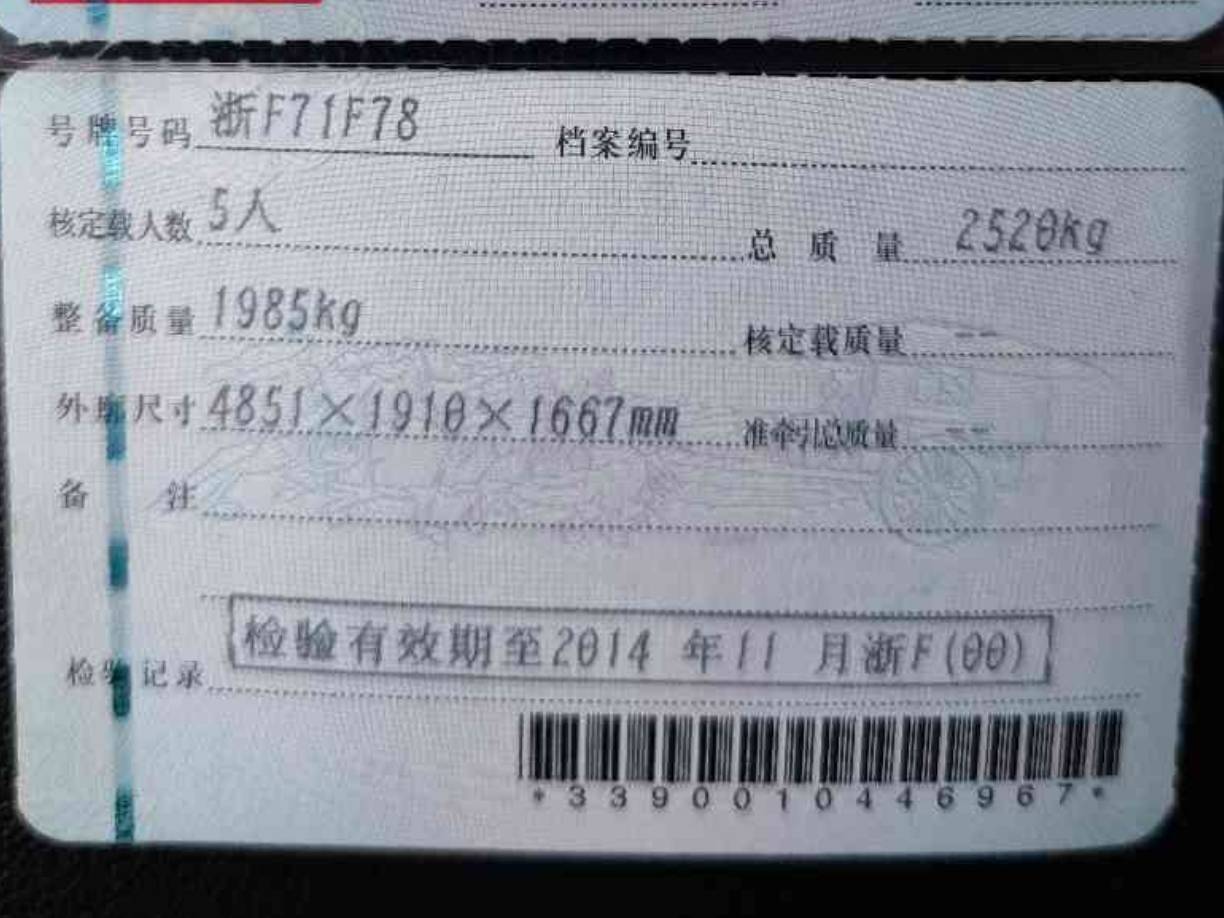 号牌号码 浙F71F78 档案编号
核定载人数 5人 总质量 2520kg
整备质量 1985kg 核定载质量 --
外廓尺寸 4851×1910×1667mm 准牵引总质量 --
备注
检验记录 检验有效期至2014年11月浙F(00)
*3390010446967*